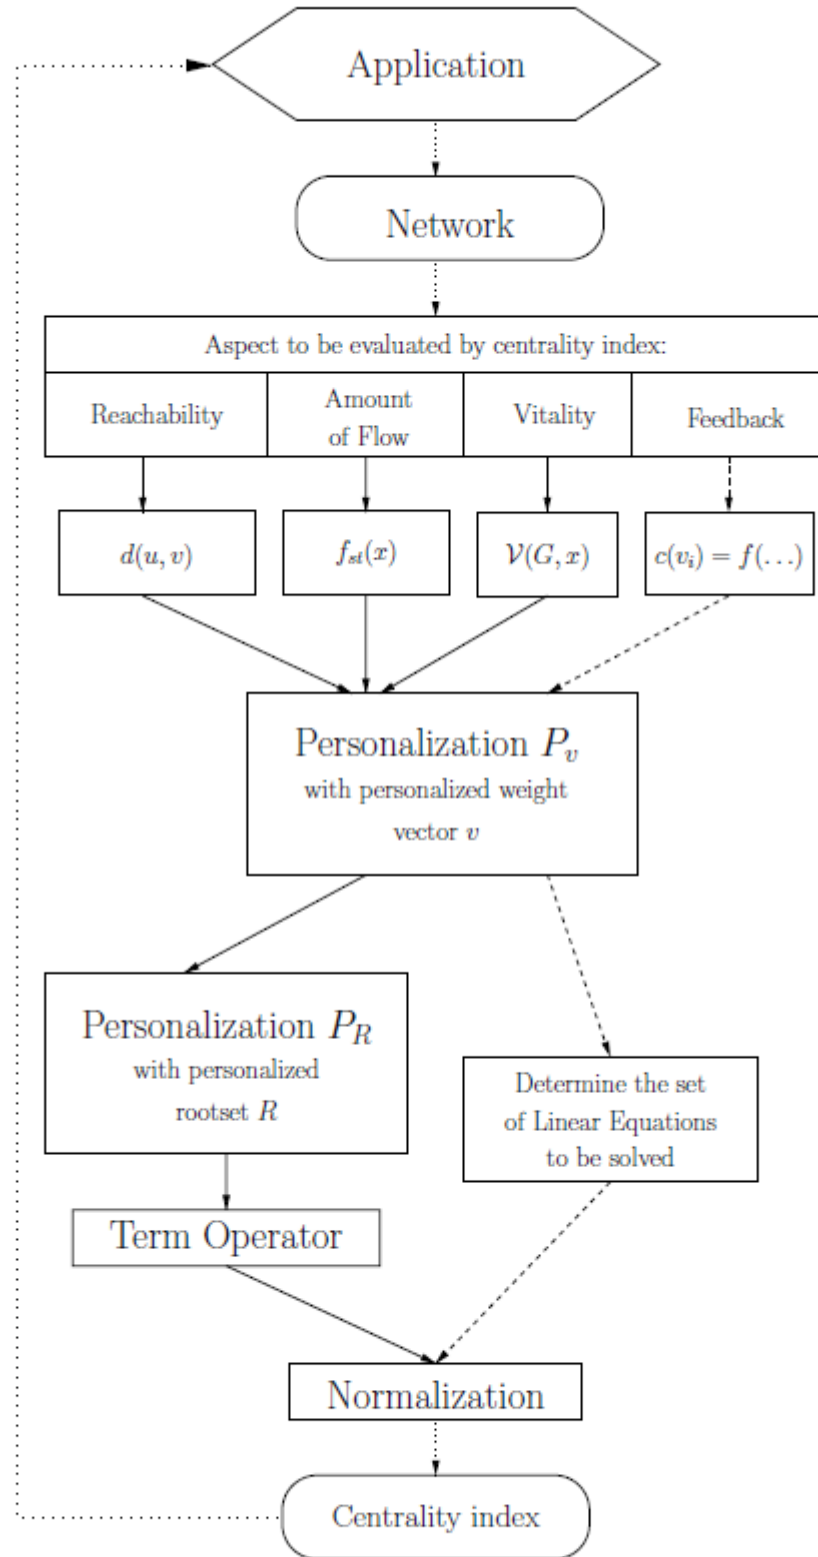 Application
Network
Aspect to be evaluated by centrality index:
Reachability
Amount
of Flow
Vitality
Feedback
d(u, v)
f_{st}(x)
𝒱(G, x)
c(v_i) = f(…)
Personalization P_v
with personalized weight
vector v
Personalization P_R
with personalized
rootset R
Determine the set
of Linear Equations
to be solved
Term Operator
Normalization
Centrality index